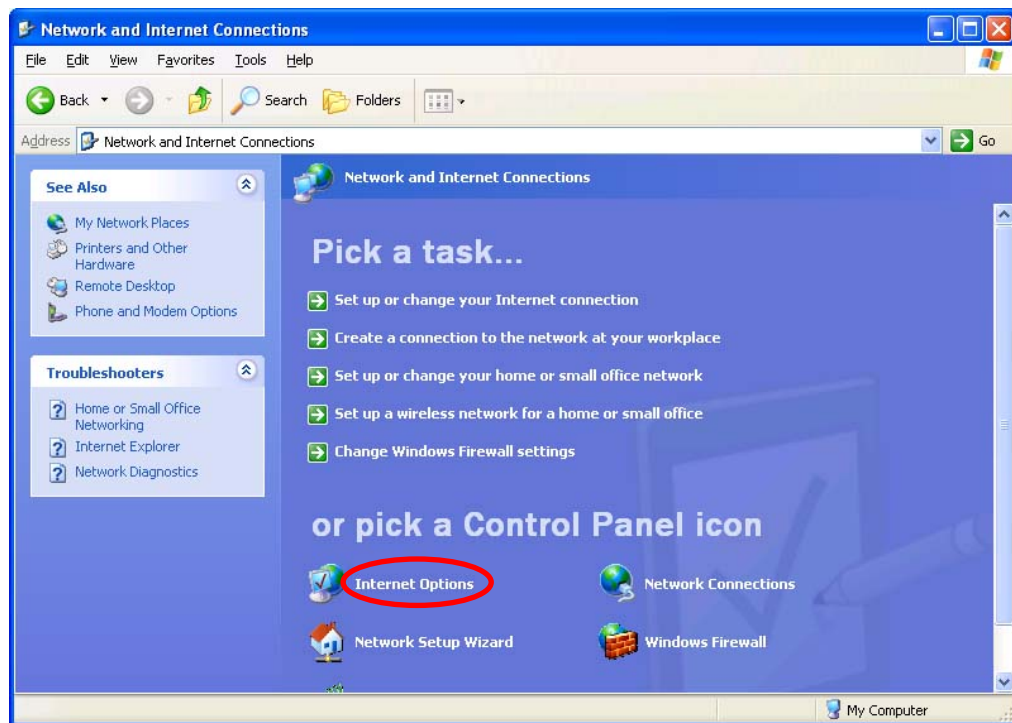 Network and Internet Connections
File Edit View Favorites Tools Help
Back Search Folders
Address Network and Internet Connections Go
See Also
My Network Places
Printers and Other
Hardware
Remote Desktop
Phone and Modem Options
Troubleshooters
Home or Small Office
Networking
Internet Explorer
Network Diagnostics
Network and Internet Connections
Pick a task...
Set up or change your Internet connection
Create a connection to the network at your workplace
Set up or change your home or small office network
Set up a wireless network for a home or small office
Change Windows Firewall settings
or pick a Control Panel icon
Internet Options Network Connections
Network Setup Wizard Windows Firewall
My Computer